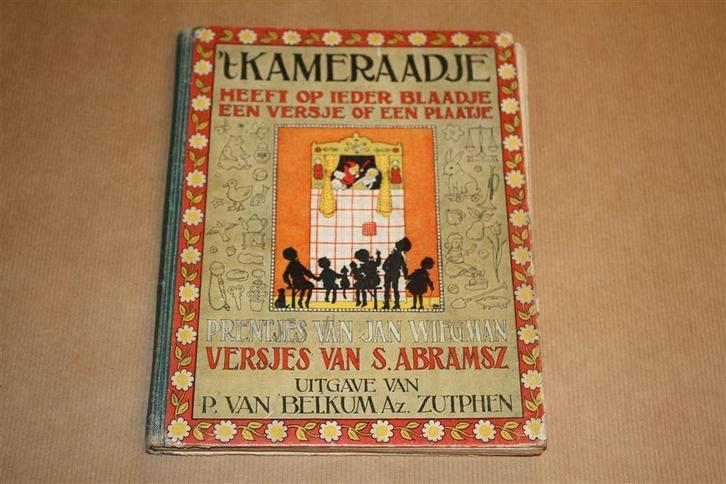 't KAMERAADJE
HEEFT OP IEDER BLAADJE
EEN VERSJE OF EEN PLAATJE
PRENTJES VAN JAN WIEGMAN
VERSJES VAN S. ABRAMSZ
UITGAVE VAN
P. VAN BELKUM Az. ZUTPHEN